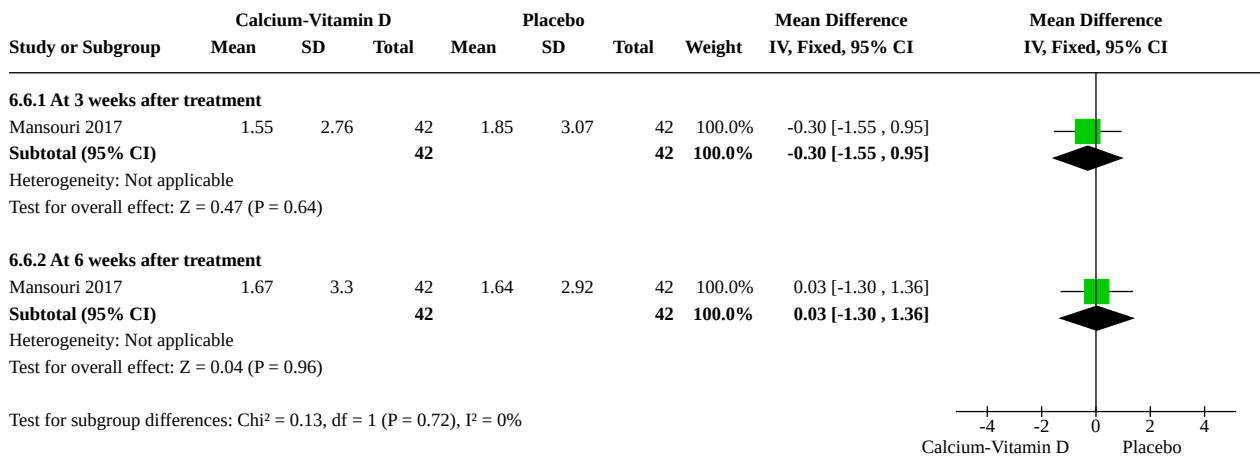 Calcium-Vitamin D Placebo Mean Difference Mean Difference
Study or Subgroup Mean SD Total Mean SD Total Weight IV, Fixed, 95% CI IV, Fixed, 95% CI
6.6.1 At 3 weeks after treatment
Mansouri 2017 1.55 2.76 42 1.85 3.07 42 100.0% -0.30 [-1.55 , 0.95]
Subtotal (95% CI) 42 42 100.0% -0.30 [-1.55 , 0.95]
Heterogeneity: Not applicable
Test for overall effect: Z = 0.47 (P = 0.64)
6.6.2 At 6 weeks after treatment
Mansouri 2017 1.67 3.3 42 1.64 2.92 42 100.0% 0.03 [-1.30 , 1.36]
Subtotal (95% CI) 42 42 100.0% 0.03 [-1.30 , 1.36]
Heterogeneity: Not applicable
Test for overall effect: Z = 0.04 (P = 0.96)
Test for subgroup differences: Chi² = 0.13, df = 1 (P = 0.72), I² = 0%
-4 -2 0 2 4
Calcium-Vitamin D Placebo